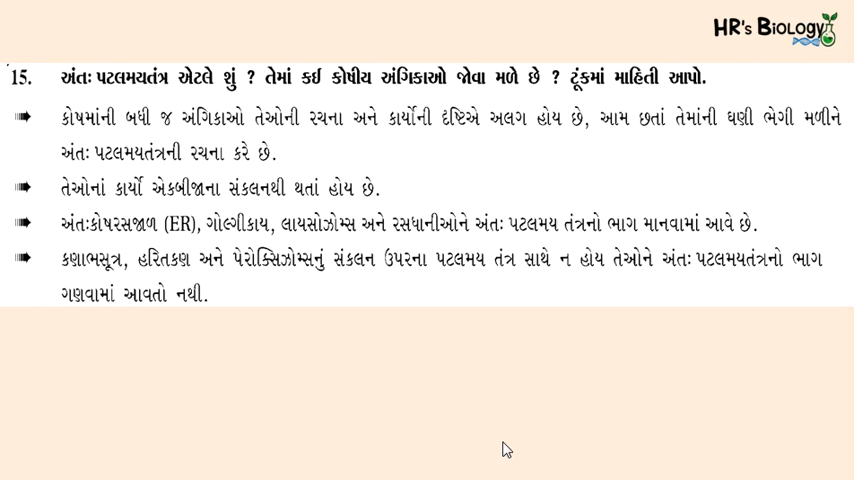 HR's BIOLOGY
15. અંતઃ પટલમયતંત્ર એટલે શું ? તેમાં કઈ કોષીય અંગિકાઓ જોવા મળે છે ? ટૂંકમાં માહિતી આપો.
➠ કોષમાંની બધી જ અંગિકાઓ તેઓની રચના અને કાર્યોની દૃષ્ટિએ અલગ હોય છે, આમ છતાં તેમાંની ઘણી ભેગી મળીને
અંતઃ પટલમયતંત્રની રચના કરે છે.
➠ તેઓનાં કાર્યો એકબીજાના સંકલનથી થતાં હોય છે.
➠ અંતઃકોષરસજાળ (ER), ગોલ્ગીકાય, લાયસોઝોમ્સ અને રસધાનીઓને અંતઃ પટલમય તંત્રનો ભાગ માનવામાં આવે છે.
➠ કણાભસૂત્ર, હરિતકણ અને પેરોક્સિઝોમ્સનું સંકલન ઉપરના પટલમય તંત્ર સાથે ન હોય તેઓને અંતઃ પટલમયતંત્રનો ભાગ
ગણવામાં આવતો નથી.